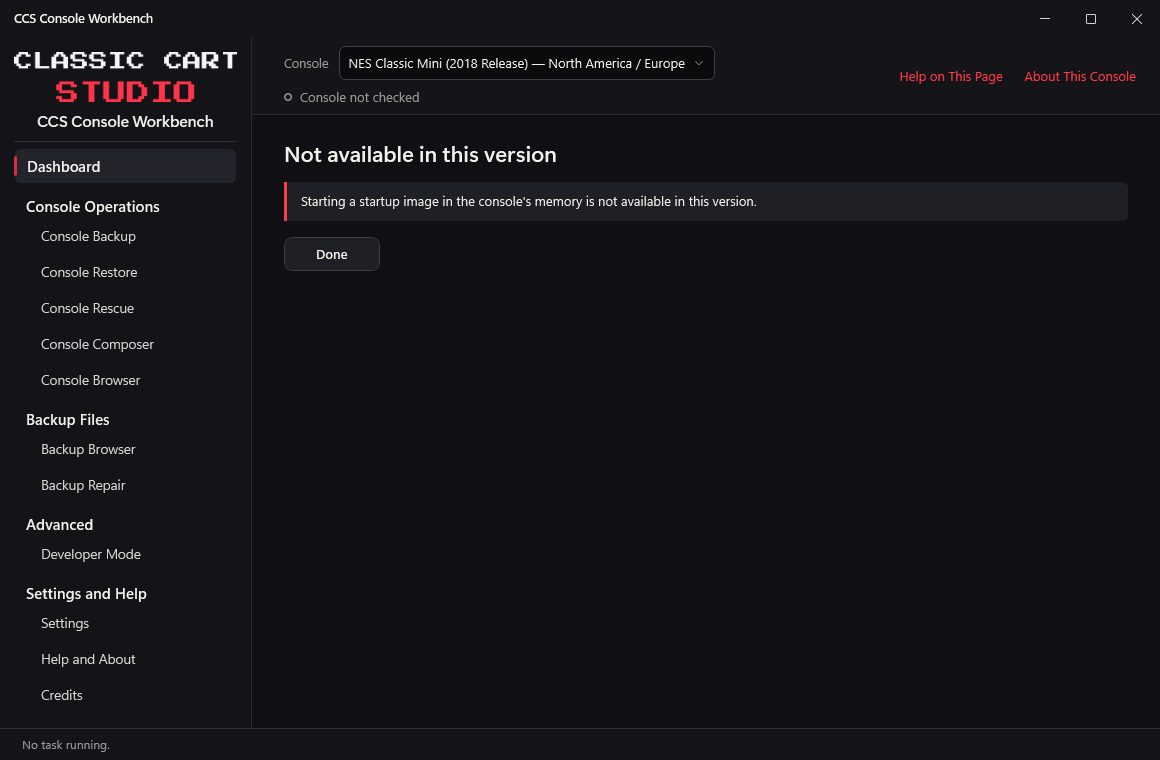 CCS Console Workbench
CLASSIC CART
STUDIO
CCS Console Workbench
Dashboard
Console Operations
Console Backup
Console Restore
Console Rescue
Console Composer
Console Browser
Backup Files
Backup Browser
Backup Repair
Advanced
Developer Mode
Settings and Help
Settings
Help and About
Credits
Console
NES Classic Mini (2018 Release) — North America / Europe
Console not checked
Help on This Page
About This Console
Not available in this version
Starting a startup image in the console's memory is not available in this version.
Done
No task running.